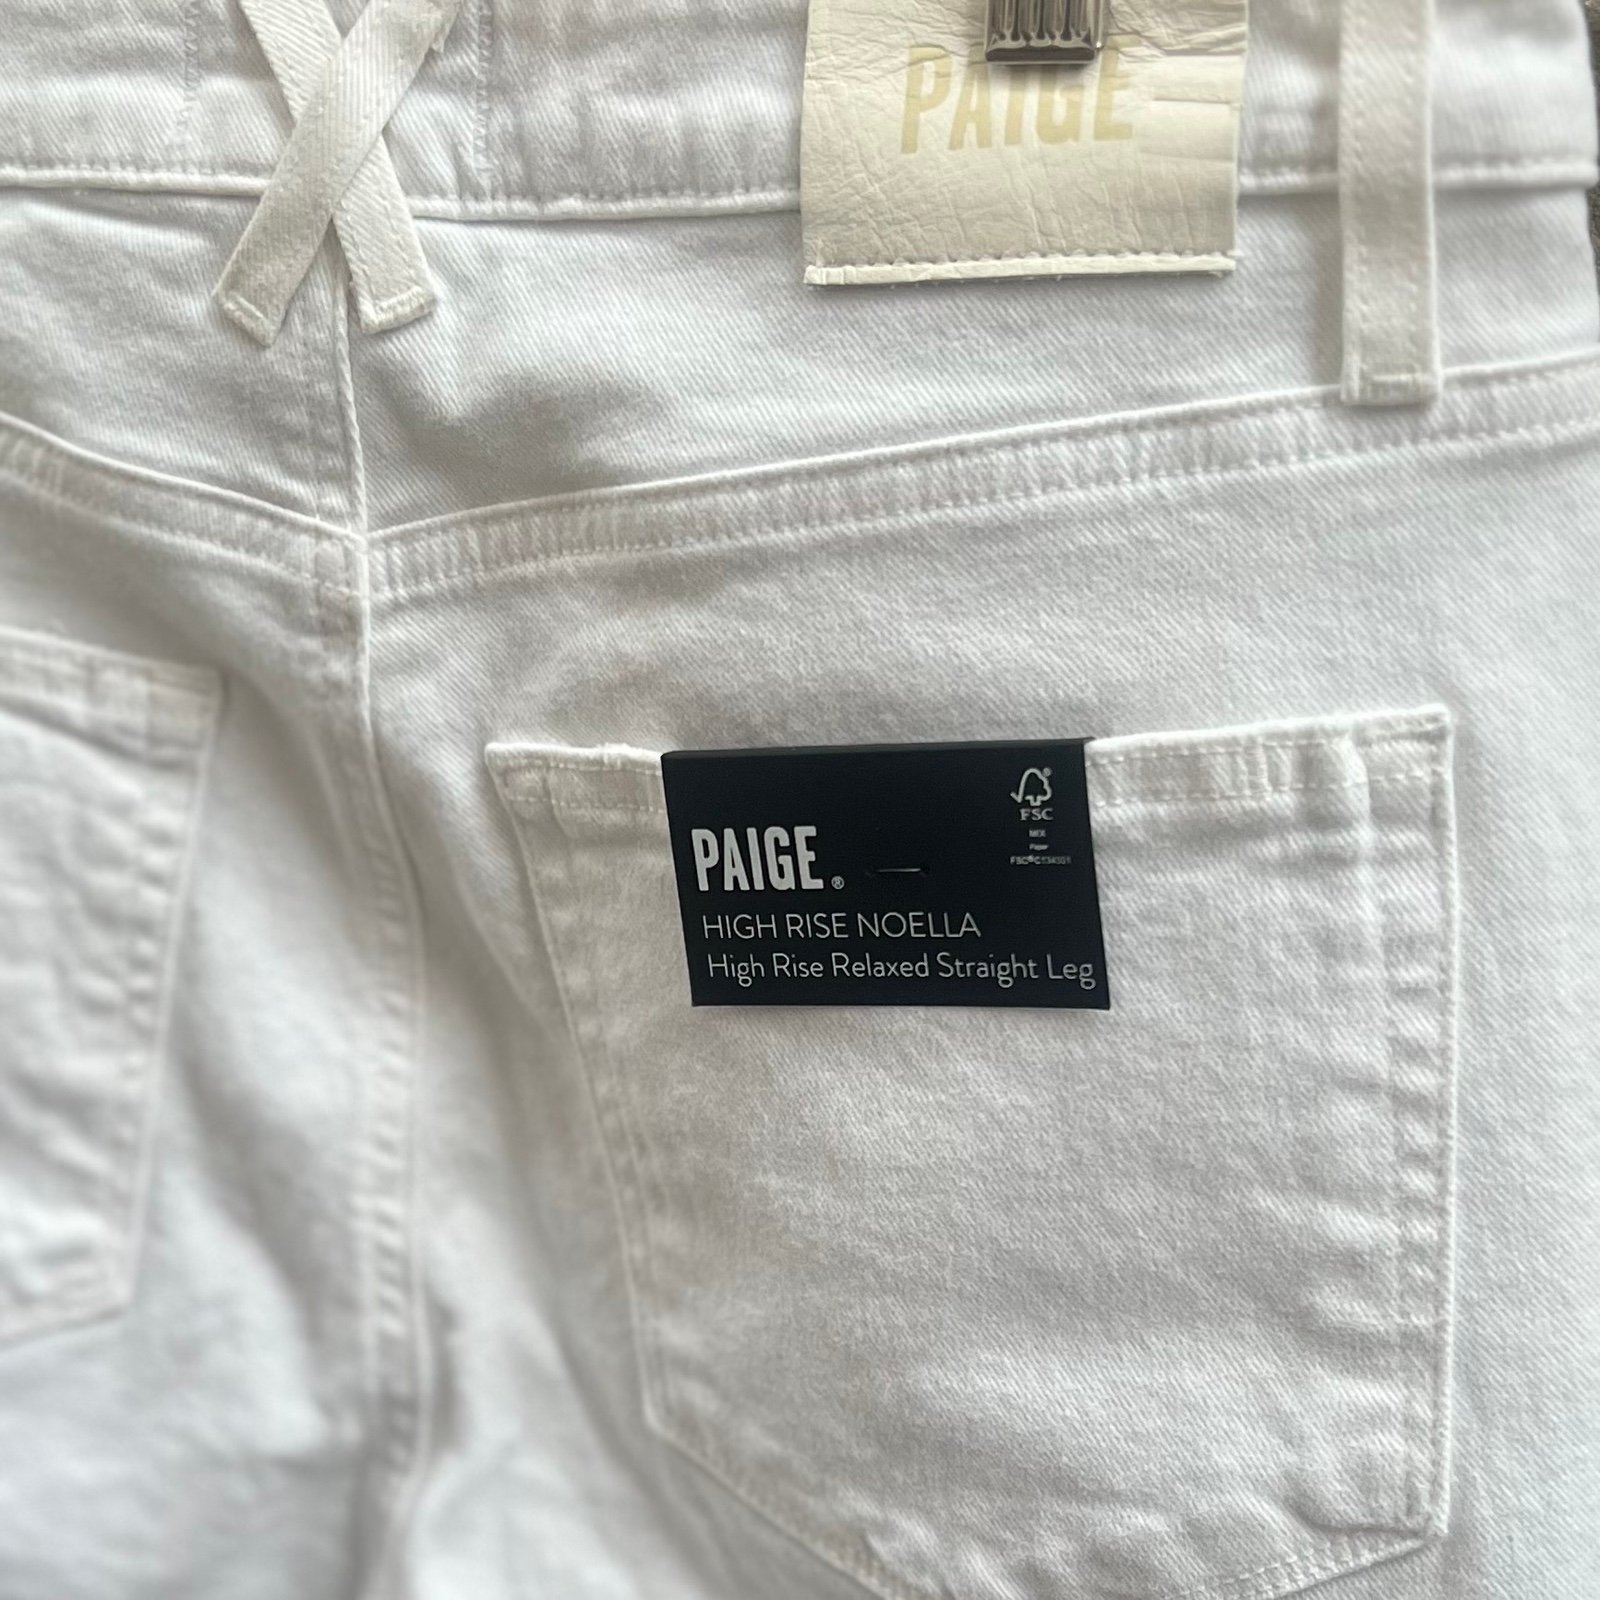 PAIGE
FSC
MIX
Paper
PAIGE®
HIGH RISE NOELLA
High Rise Relaxed Straight Leg